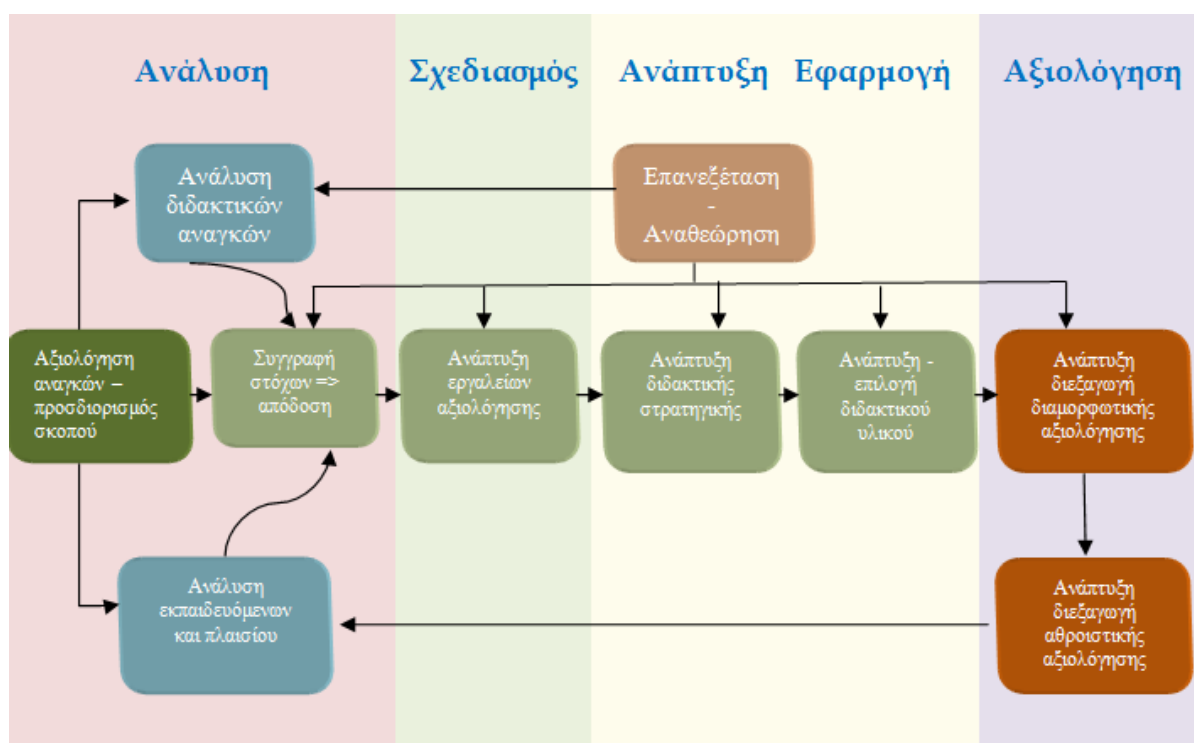 Ανάλυση
Σχεδιασμός
Ανάπτυξη
Εφαρμογή
Αξιολόγηση
Ανάλυση
διδακτικών
αναγκών
Επανεξέταση
-
Αναθεώρηση
Αξιολόγηση
αναγκών –
προσδιορισμός
σκοπού
Συγγραφή
στόχων =>
απόδοση
Ανάπτυξη
εργαλείων
αξιολόγησης
Ανάπτυξη
διδακτικής
στρατηγικής
Ανάπτυξη -
επιλογή
διδακτικού
υλικού
Ανάπτυξη
διεξαγωγή
διαμορφωτικής
αξιολόγησης
Ανάλυση
εκπαιδευόμενων
και πλαισίου
Ανάπτυξη
διεξαγωγή
αθροιστικής
αξιολόγησης